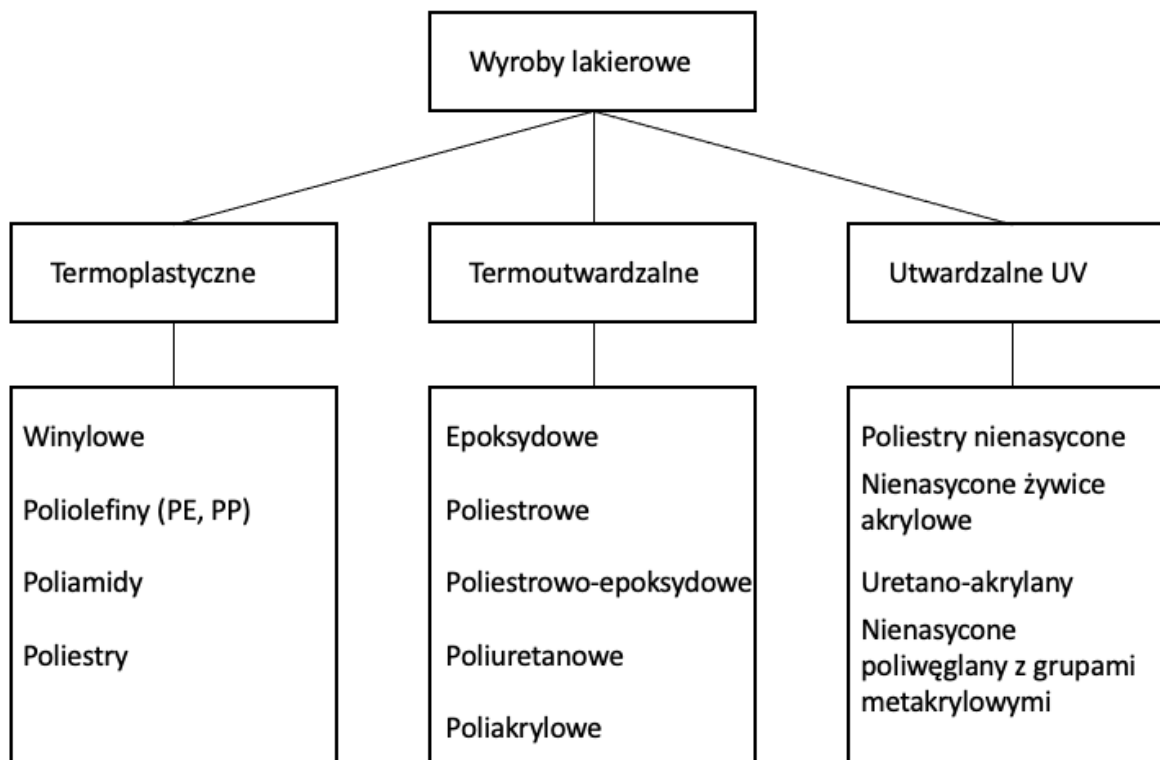 Wyroby lakierowe
Termoplastyczne
Termoutwardzalne
Utwardzalne UV
Winylowe
Poliolefiny (PE, PP)
Poliamidy
Poliestry
Epoksydowe
Poliestrowe
Poliestrowo-epoksydowe
Poliuretanowe
Poliakrylowe
Poliestry nienasycone
Nienasycone żywice
akrylowe
Uretano-akrylany
Nienasycone
poliwęglany z grupami
metakrylowymi